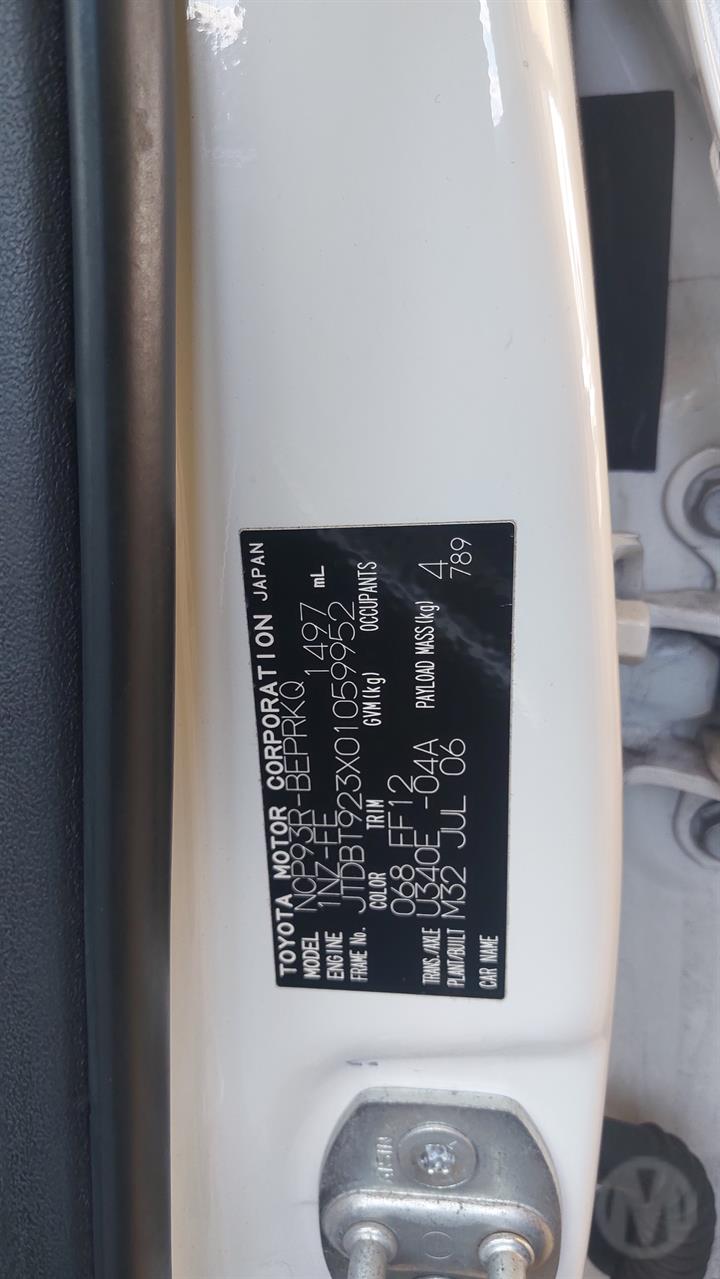 TOYOTA MOTOR CORPORATION JAPAN
MODEL NCP93R-BEPRKQ
ENGINE 1NZ-FE 1497 mL
FRAME No. JTDBT923X01059952
COLOR TRIM GVM(kg) OCCUPANTS
068 FF12
TRANS./AXLE U340E -04A PAYLOAD MASS(kg) 4
PLANT/BUILT M32 JUL 06 789
CAR NAME
AISIN
M